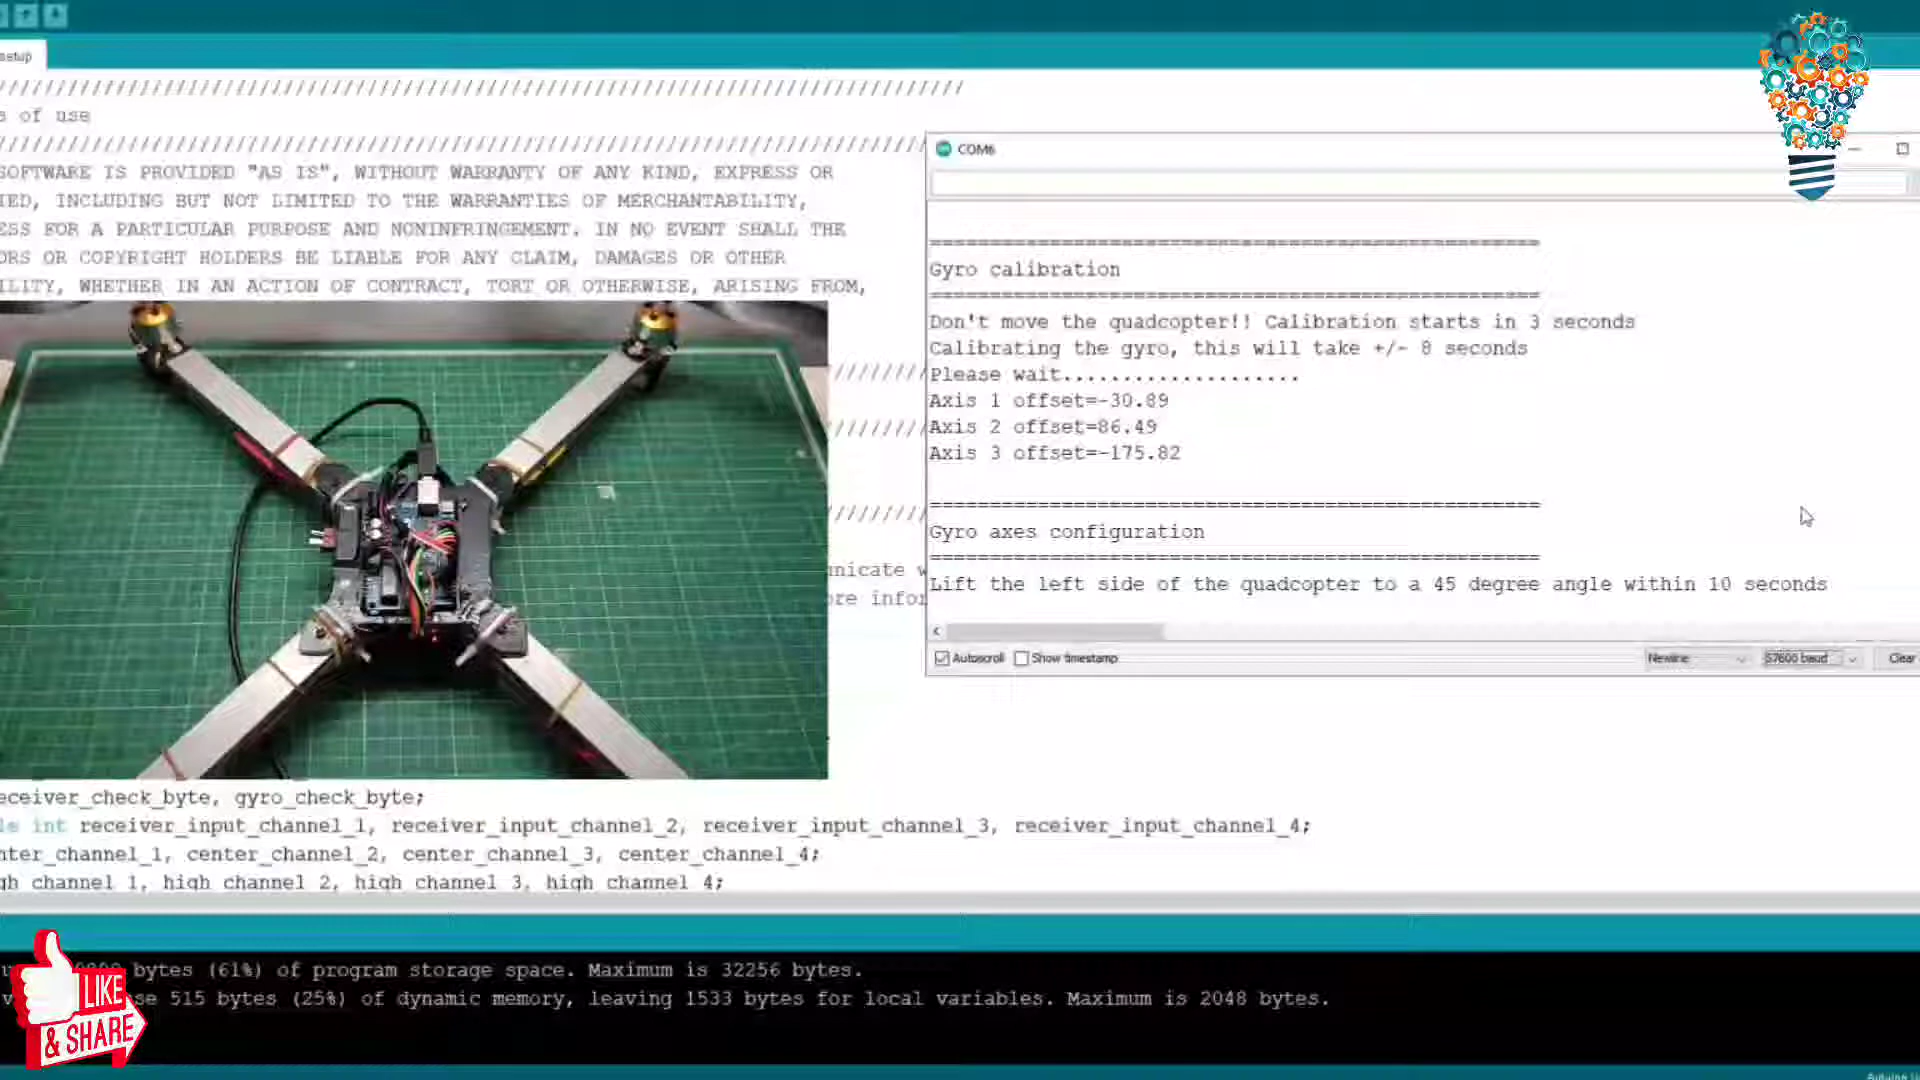 setup
s of use
SOFTWARE IS PROVIDED "AS IS", WITHOUT WARRANTY OF ANY KIND, EXPRESS OR
IED, INCLUDING BUT NOT LIMITED TO THE WARRANTIES OF MERCHANTABILITY,
ESS FOR A PARTICULAR PURPOSE AND NONINFRINGEMENT. IN NO EVENT SHALL THE
ORS OR COPYRIGHT HOLDERS BE LIABLE FOR ANY CLAIM, DAMAGES OR OTHER
ILITY, WHETHER IN AN ACTION OF CONTRACT, TORT OR OTHERWISE, ARISING FROM,
nicate w
ore infor
eceiver_check_byte, gyro_check_byte;
le int receiver_input_channel_1, receiver_input_channel_2, receiver_input_channel_3, receiver_input_channel_4;
nter_channel_1, center_channel_2, center_channel_3, center_channel_4;
gh_channel_1, high_channel_2, high_channel_3, high_channel_4;
COM6
Gyro calibration
Don't move the quadcopter!! Calibration starts in 3 seconds
Calibrating the gyro, this will take +/- 8 seconds
Please wait....................
Axis 1 offset=-30.89
Axis 2 offset=86.49
Axis 3 offset=-175.82
Gyro axes configuration
Lift the left side of the quadcopter to a 45 degree angle within 10 seconds
Autoscroll Show timestamp Newline 57600 baud Clear
bytes (61%) of program storage space. Maximum is 32256 bytes.
se 515 bytes (25%) of dynamic memory, leaving 1533 bytes for local variables. Maximum is 2048 bytes.
LIKE
& SHARE